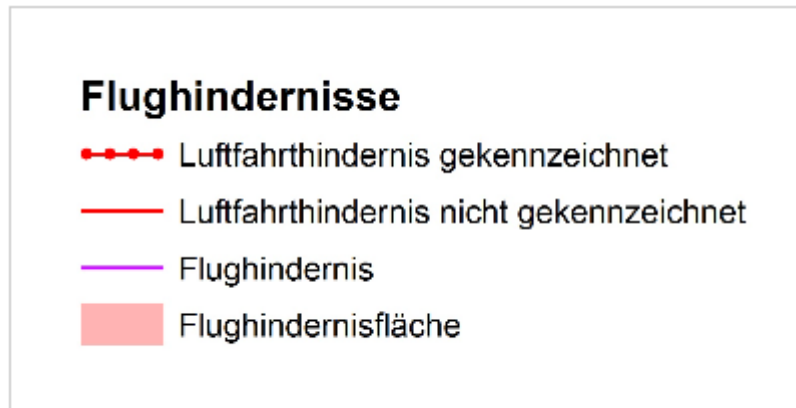 Flughindernisse
Luftfahrthindernis gekennzeichnet
Luftfahrthindernis nicht gekennzeichnet
Flughindernis
Flughindernisfläche